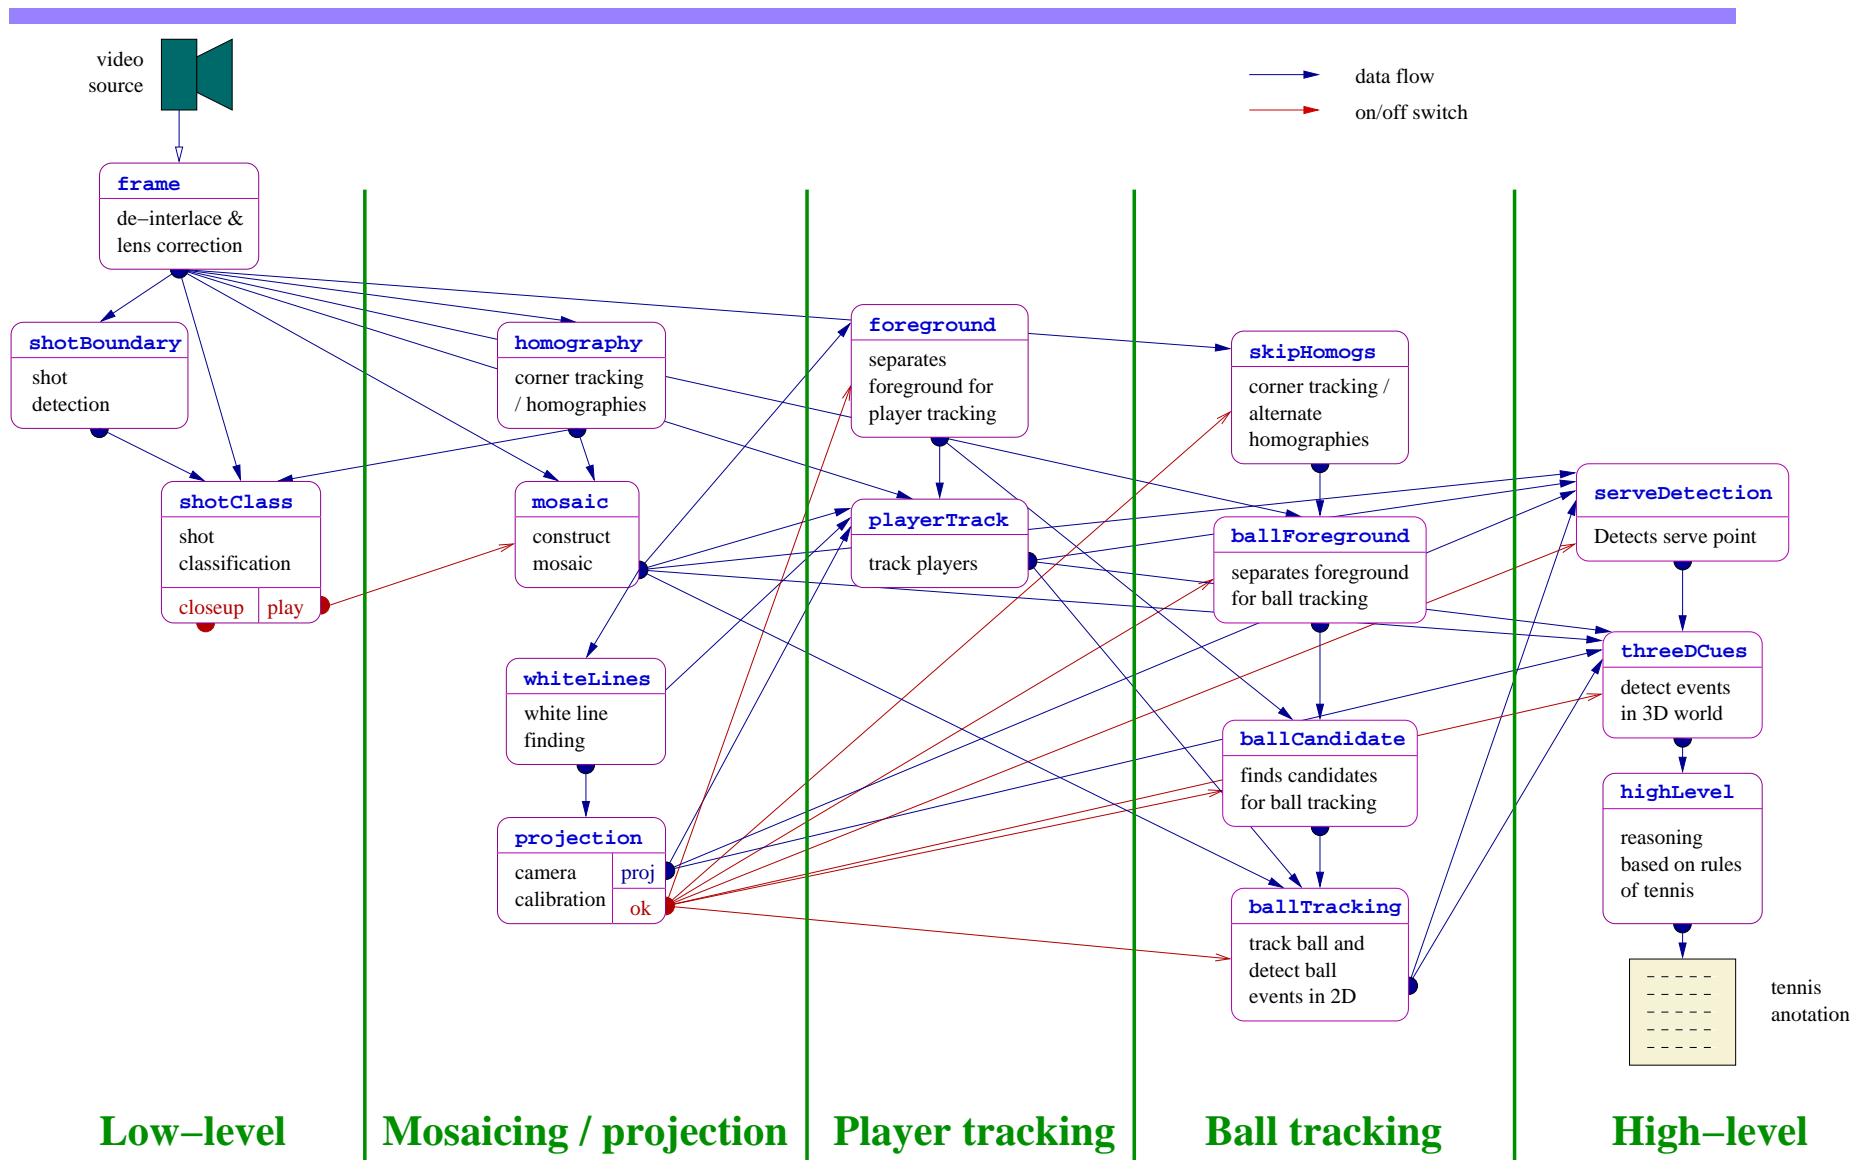 video
source
data flow
on/off switch
frame
de−interlace &
lens correction
shotBoundary
shot
detection
shotClass
shot
classification
closeup
play
homography
corner tracking
/ homographies
mosaic
construct
mosaic
whiteLines
white line
finding
projection
camera
calibration
proj
ok
foreground
separates
foreground for
player tracking
playerTrack
track players
skipHomogs
corner tracking /
alternate
homographies
ballForeground
separates foreground
for ball tracking
ballCandidate
finds candidates
for ball tracking
ballTracking
track ball and
detect ball
events in 2D
serveDetection
Detects serve point
threeDCues
detect events
in 3D world
highLevel
reasoning
based on rules
of tennis
tennis
anotation
Low−level
Mosaicing / projection
Player tracking
Ball tracking
High−level